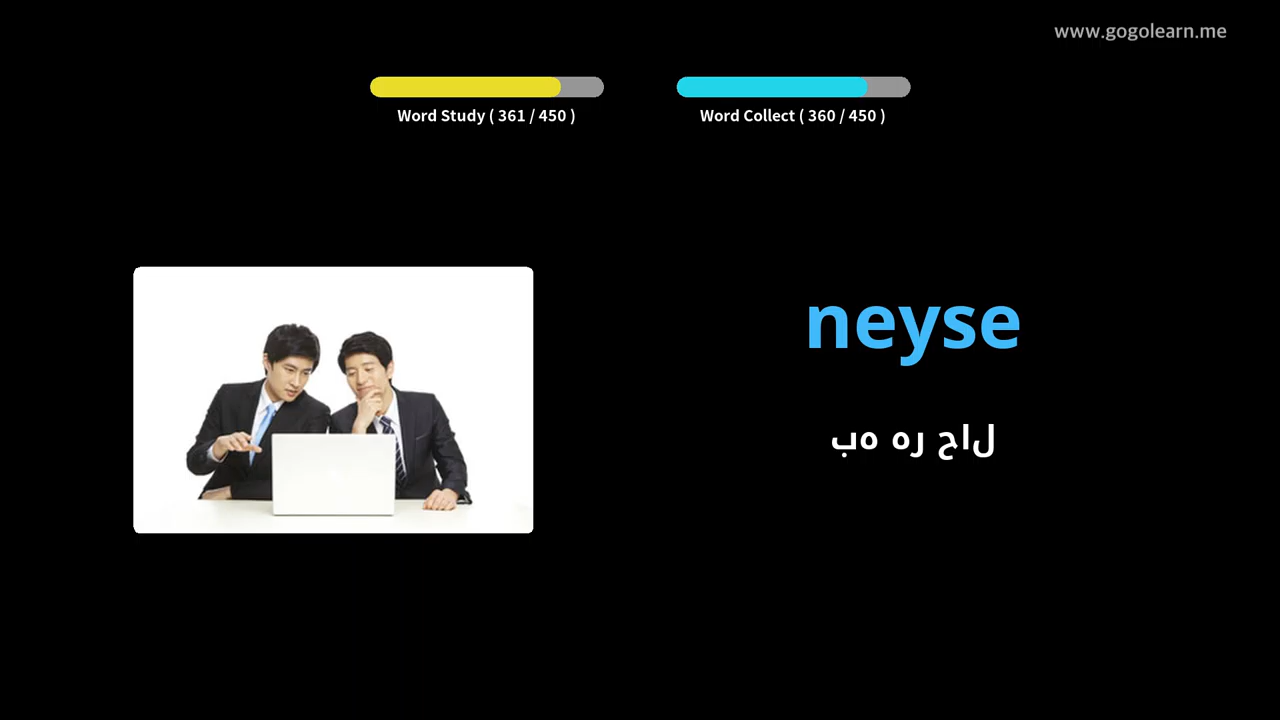 www.gogolearn.me
Word Study ( 361 / 450 )
Word Collect ( 360 / 450 )
neyse
به هر حال